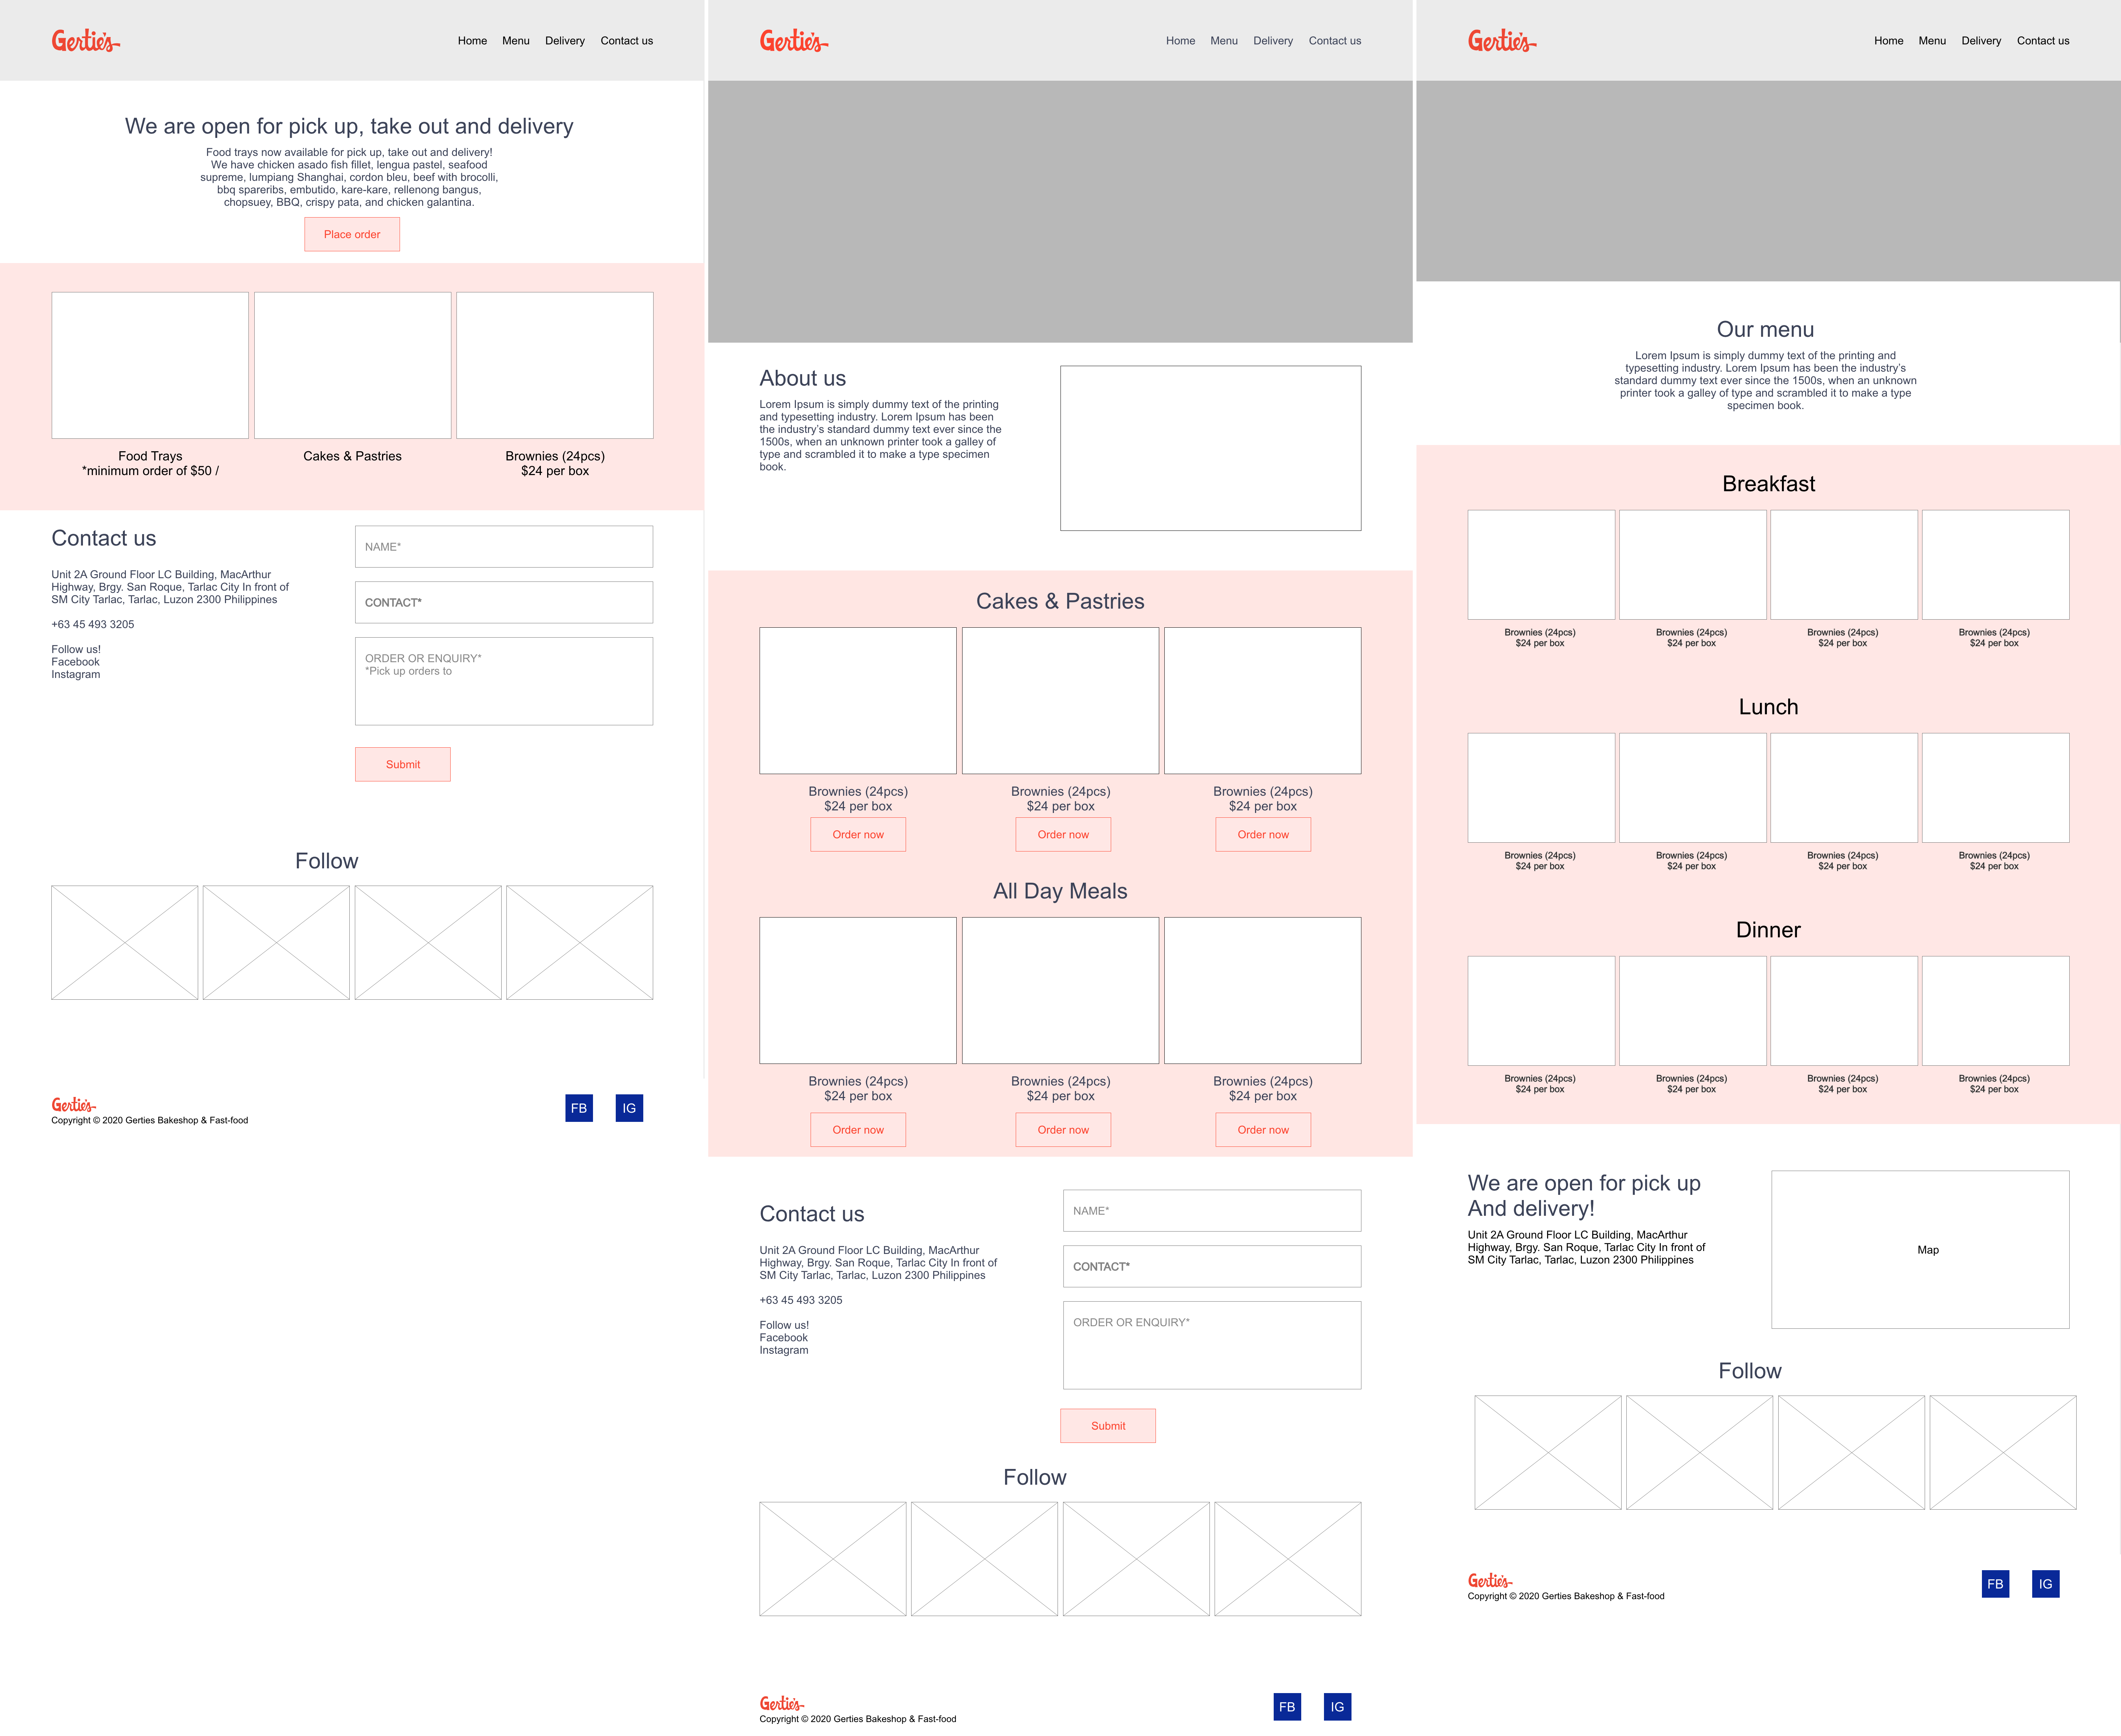 Gertie's
Home Menu Delivery Contact us
We are open for pick up, take out and delivery
Food trays now available for pick up, take out and delivery!
We have chicken asado fish fillet, lengua pastel, seafood
supreme, lumpiang Shanghai, cordon bleu, beef with brocolli,
bbq spareribs, embutido, kare-kare, rellenong bangus,
chopsuey, BBQ, crispy pata, and chicken galantina.
Place order
Food Trays
*minimum order of $50 /
Cakes & Pastries
Brownies (24pcs)
$24 per box
Contact us
Unit 2A Ground Floor LC Building, MacArthur
Highway, Brgy. San Roque, Tarlac City In front of
SM City Tarlac, Tarlac, Luzon 2300 Philippines
+63 45 493 3205
Follow us!
Facebook
Instagram
NAME*
CONTACT*
ORDER OR ENQUIRY*
*Pick up orders to
Submit
Follow
Gertie's
Copyright © 2020 Gerties Bakeshop & Fast-food
FB IG
Gertie's
Home Menu Delivery Contact us
About us
Lorem Ipsum is simply dummy text of the printing
and typesetting industry. Lorem Ipsum has been
the industry's standard dummy text ever since the
1500s, when an unknown printer took a galley of
type and scrambled it to make a type specimen
book.
Cakes & Pastries
Brownies (24pcs)
$24 per box
Order now
Brownies (24pcs)
$24 per box
Order now
Brownies (24pcs)
$24 per box
Order now
All Day Meals
Brownies (24pcs)
$24 per box
Order now
Brownies (24pcs)
$24 per box
Order now
Brownies (24pcs)
$24 per box
Order now
Contact us
Unit 2A Ground Floor LC Building, MacArthur
Highway, Brgy. San Roque, Tarlac City In front of
SM City Tarlac, Tarlac, Luzon 2300 Philippines
+63 45 493 3205
Follow us!
Facebook
Instagram
NAME*
CONTACT*
ORDER OR ENQUIRY*
Submit
Follow
Gertie's
Copyright © 2020 Gerties Bakeshop & Fast-food
FB IG
Gertie's
Home Menu Delivery Contact us
Our menu
Lorem Ipsum is simply dummy text of the printing and
typesetting industry. Lorem Ipsum has been the industry's
standard dummy text ever since the 1500s, when an unknown
printer took a galley of type and scrambled it to make a type
specimen book.
Breakfast
Brownies (24pcs)
$24 per box
Brownies (24pcs)
$24 per box
Brownies (24pcs)
$24 per box
Brownies (24pcs)
$24 per box
Lunch
Brownies (24pcs)
$24 per box
Brownies (24pcs)
$24 per box
Brownies (24pcs)
$24 per box
Brownies (24pcs)
$24 per box
Dinner
Brownies (24pcs)
$24 per box
Brownies (24pcs)
$24 per box
Brownies (24pcs)
$24 per box
Brownies (24pcs)
$24 per box
We are open for pick up
And delivery!
Unit 2A Ground Floor LC Building, MacArthur
Highway, Brgy. San Roque, Tarlac City In front of
SM City Tarlac, Tarlac, Luzon 2300 Philippines
Map
Follow
Gertie's
Copyright © 2020 Gerties Bakeshop & Fast-food
FB IG